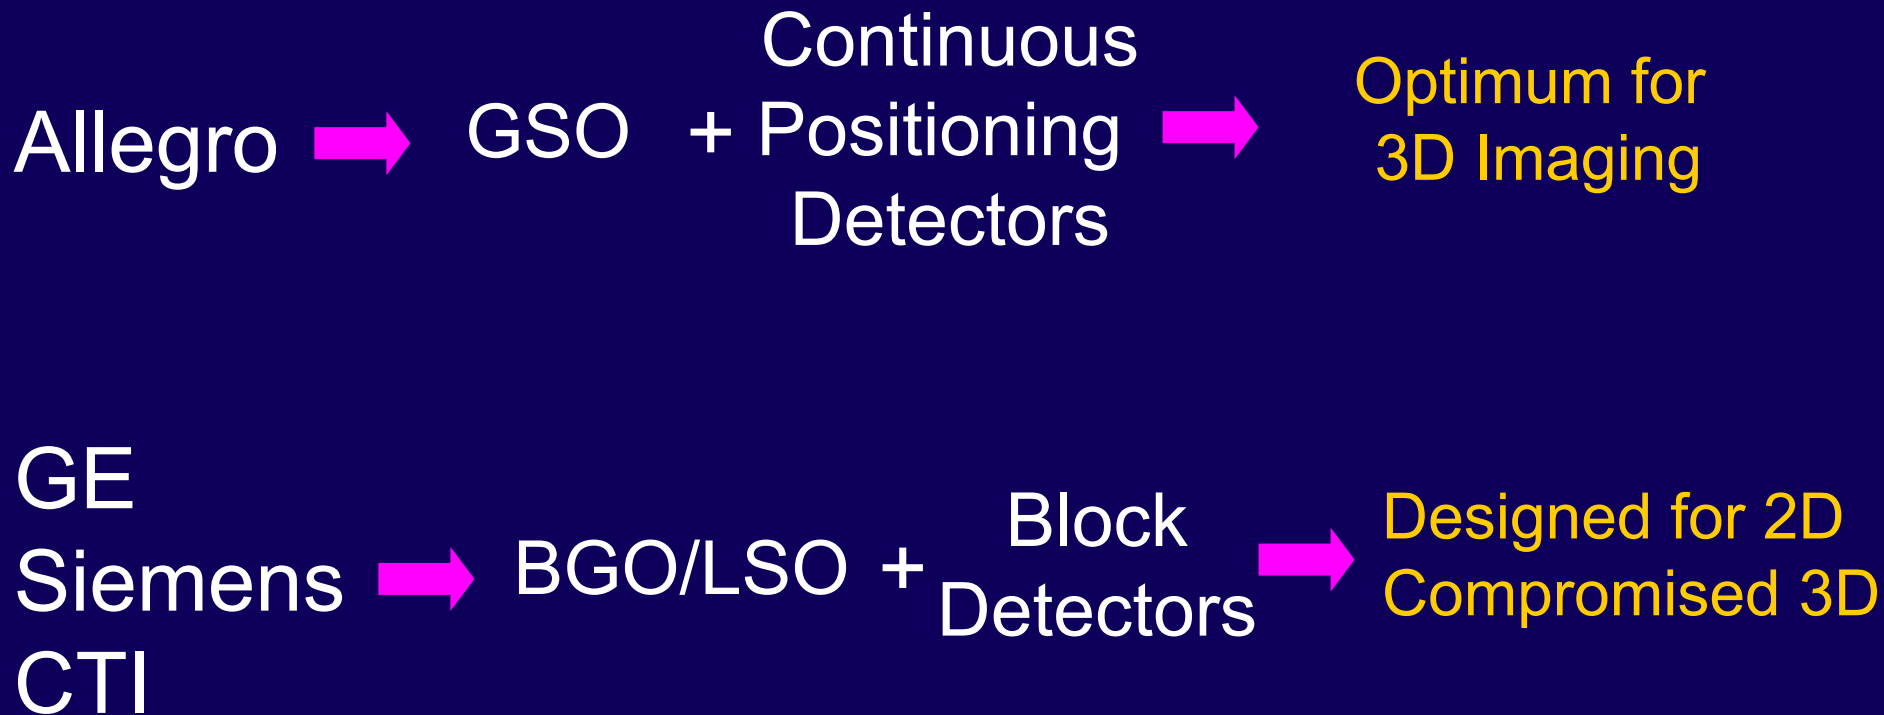 Allegro
GSO
+
Continuous
Positioning
Detectors
Optimum for
3D Imaging
GE
Siemens
CTI
BGO/LSO
+
Block
Detectors
Designed for 2D
Compromised 3D